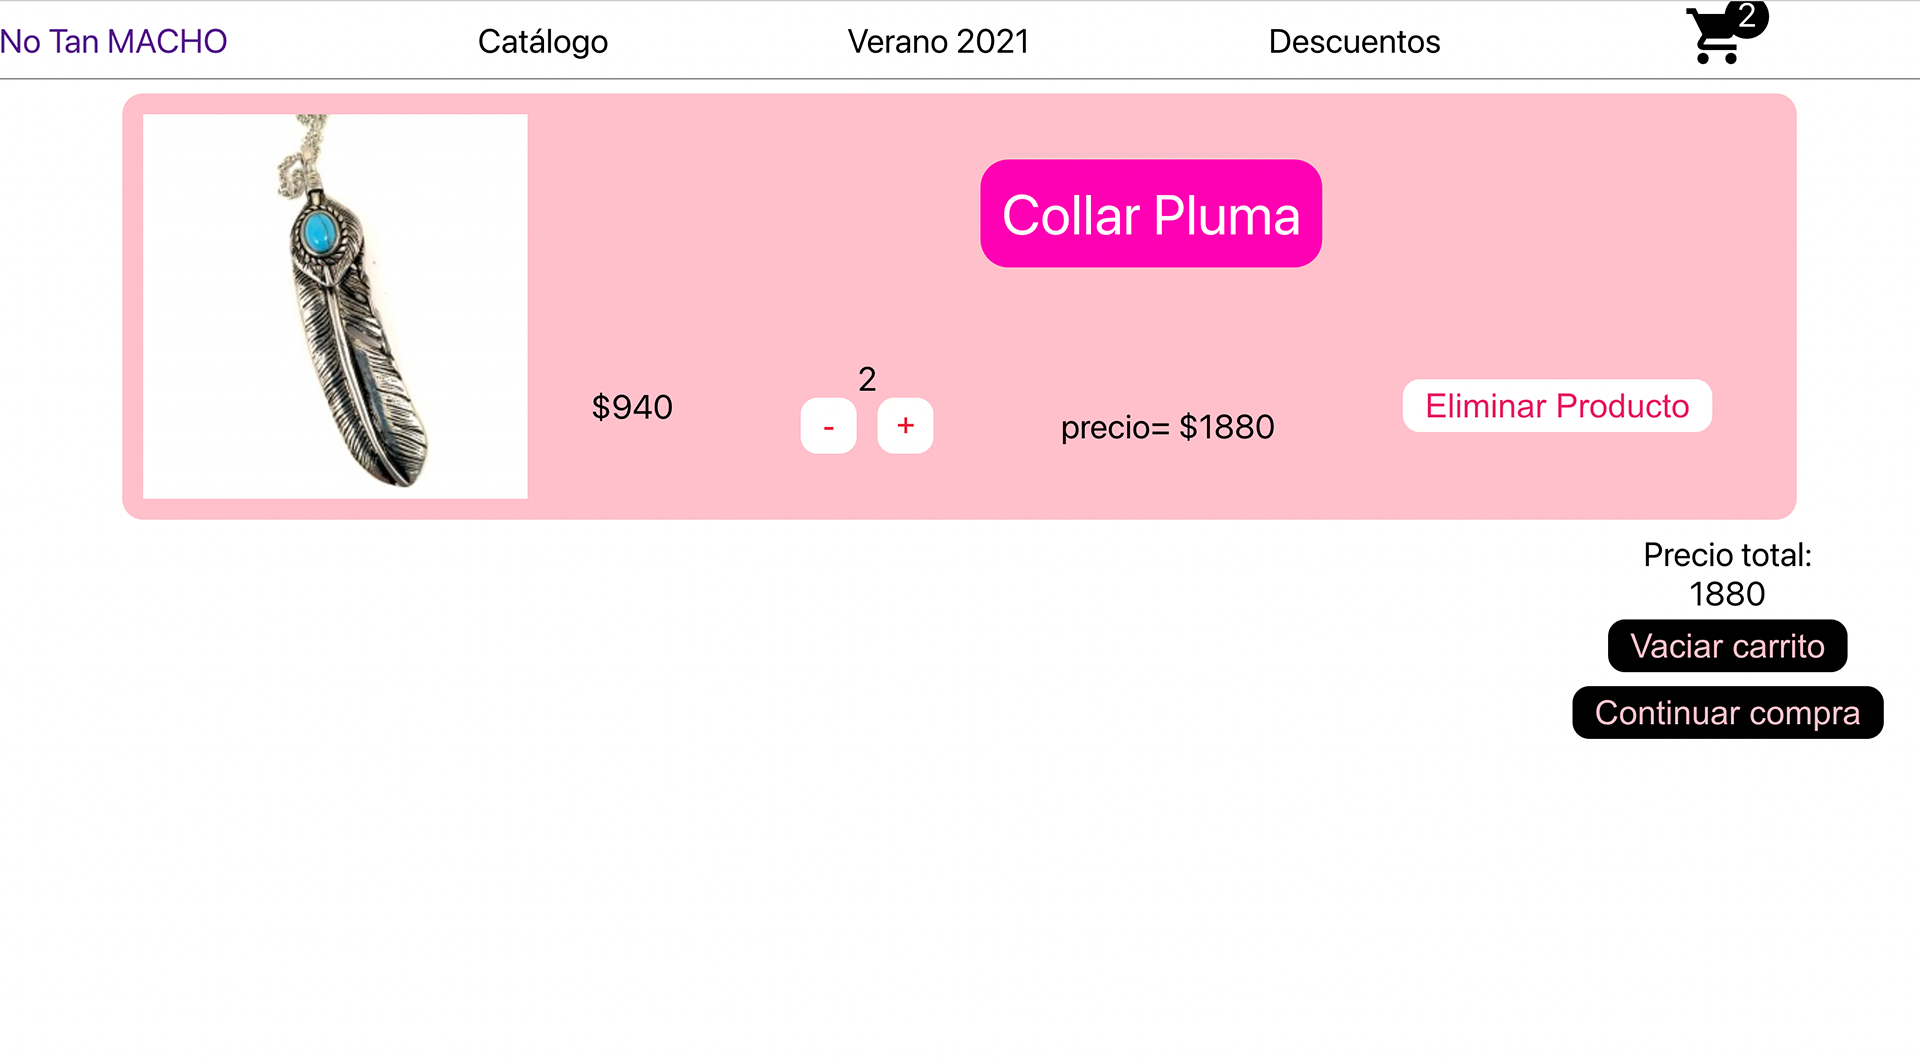 No Tan MACHO
Catálogo
Verano 2021
Descuentos
2
Collar Pluma
$940
2
- +
precio= $1880
Eliminar Producto
Precio total:
1880
Vaciar carrito
Continuar compra